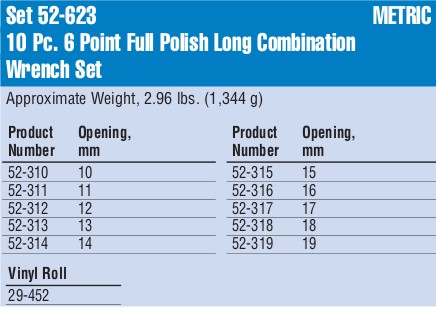 Set 52-623 METRIC
10 Pc. 6 Point Full Polish Long Combination
Wrench Set
Approximate Weight, 2.96 lbs. (1,344 g)
Product Opening, Product Opening,
Number mm Number mm
52-310 10 52-315 15
52-311 11 52-316 16
52-312 12 52-317 17
52-313 13 52-318 18
52-314 14 52-319 19
Vinyl Roll
29-452